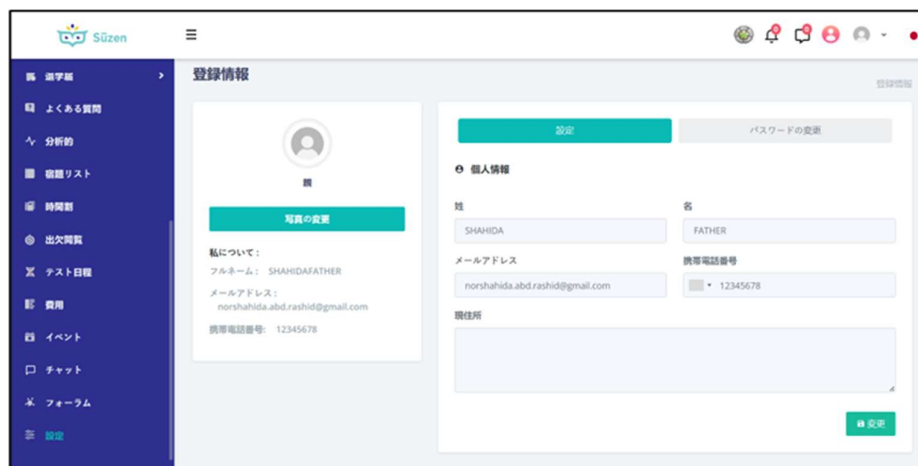 Süzen
退学届
よくある質問
分析的
宿題リスト
時間割
出欠閲覧
テスト日程
費用
イベント
チャット
フォーラム
設定
0
0
登録情報
登録情報
親
写真の変更
私について:
フルネーム: SHAHIDAFATHER
メールアドレス:
norshahida.abd.rashid@gmail.com
携帯電話番号: 12345678
設定
パスワードの変更
個人情報
姓
名
SHAHIDA
FATHER
メールアドレス
携帯電話番号
norshahida.abd.rashid@gmail.com
12345678
現住所
変更